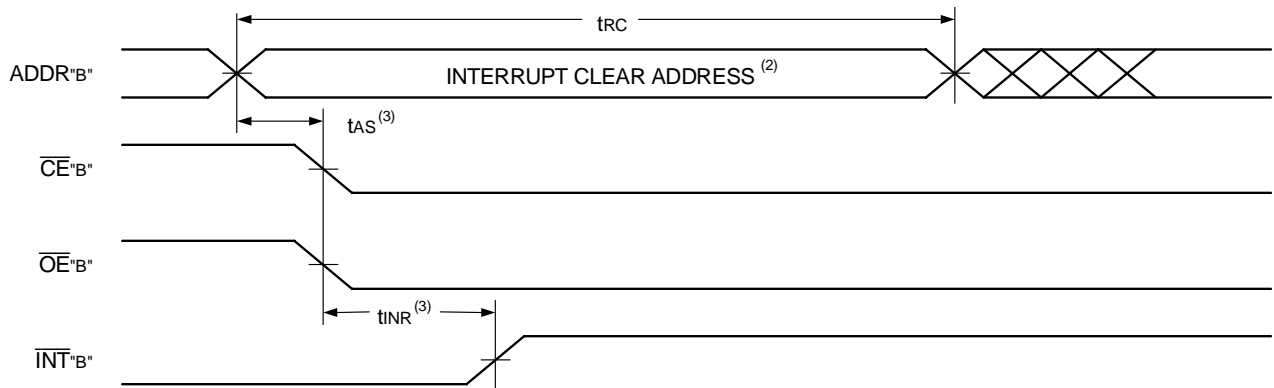 tRC
ADDR"B"
INTERRUPT CLEAR ADDRESS (2)
tAS(3)
CE"B"
OE"B"
tINR(3)
INT"B"